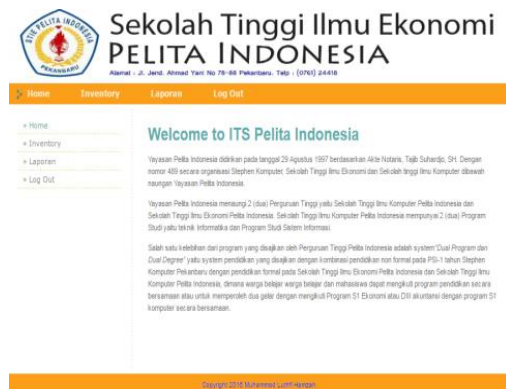 STIE PELITA INDONESIA
PEKANBARU
Sekolah Tinggi Ilmu Ekonomi
PELITA INDONESIA
Alamat : Jl. Jend. Ahmad Yani No 78-88 Pekanbaru. Telp : (0761) 24418
Home Inventory Laporan Log Out
» Home
» Inventory
» Laporan
» Log Out
Welcome to ITS Pelita Indonesia
Yayasan Pelita Indonesia didirikan pada tanggal 29 Agustus 1997 berdasarkan Akte Notaris, Tajib Suhardjo, SH. Dengan
nomor 489 secara organisasi Stephen Komputer, Sekolah Tinggi Ilmu Ekonomi dan Sekolah tinggi Ilmu Komputer dibawah
naungan Yayasan Pelita Indonesia.
Yayasan Pelita Indonesia menaungi 2 (dua) Perguruan Tinggi yaitu Sekolah Tinggi Ilmu Komputer Pelita Indonesia dan
Sekolah Tinggi Ilmu Ekonomi Pelita Indonesia. Sekolah Tinggi Ilmu Komputer Pelita Indonesia mempunyai 2 (dua) Program
Studi yaitu teknik Informatika dan Program Studi Sistem Informasi.
Salah satu kelebihan dari program yang disajikan oleh Perguruan Tinggi Pelita Indonesia adalah system"Dual Program dan
Dual Degree" yaitu system pendidikan yang disajikan dengan kombinasi pendidikan non formal pada PSI-1 tahun Stephen
Komputer Pekanbaru dengan pendidikan formal pada Sekolah Tinggi Ilmu Ekonomi Pelita Indonesia dan Sekolah Tinggi Ilmu
Komputer Pelita Indonesia, dimana warga belajar warga belajar dan mahasiswa dapat mengikuti program pendidikan secara
bersamaan atau untuk memperoleh dua gelar dengan mengikuti Program S1 Ekonomi atau DIII akuntansi dengan program S1
komputer secara bersamaan.
Copyright 2016 Muhammad Luthfi Hamzah